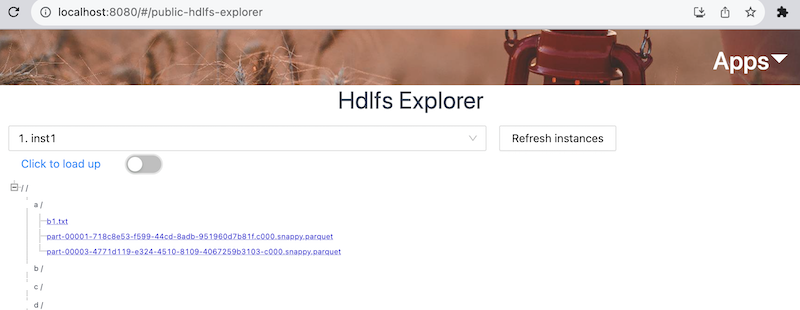 localhost:8080/#/public-hdlfs-explorer
Apps
Hdlfs Explorer
1. inst1
Refresh instances
Click to load up
//
a /
b1.txt
part-00001-718c8e53-f599-44cd-8adb-951960d7b81f.c000.snappy.parquet
part-00003-4771d119-e324-4510-8109-4067259b3103-c000.snappy.parquet
b /
c /
d /